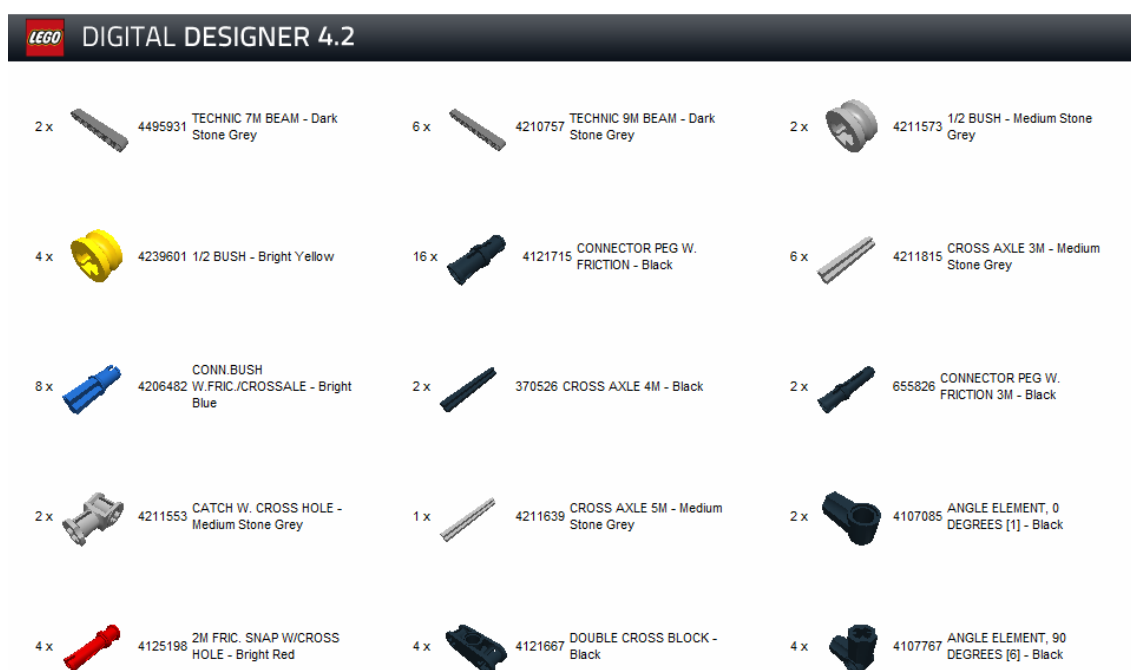 LEGO DIGITAL DESIGNER 4.2
2 x 4495931 TECHNIC 7M BEAM - Dark
Stone Grey
6 x 4210757 TECHNIC 9M BEAM - Dark
Stone Grey
2 x 4211573 1/2 BUSH - Medium Stone
Grey
4 x 4239601 1/2 BUSH - Bright Yellow
16 x 4121715 CONNECTOR PEG W.
FRICTION - Black
6 x 4211815 CROSS AXLE 3M - Medium
Stone Grey
8 x 4206482 CONN.BUSH
W.FRIC./CROSSALE - Bright
Blue
2 x 370526 CROSS AXLE 4M - Black
2 x 655826 CONNECTOR PEG W.
FRICTION 3M - Black
2 x 4211553 CATCH W. CROSS HOLE -
Medium Stone Grey
1 x 4211639 CROSS AXLE 5M - Medium
Stone Grey
2 x 4107085 ANGLE ELEMENT, 0
DEGREES [1] - Black
4 x 4125198 2M FRIC. SNAP W/CROSS
HOLE - Bright Red
4 x 4121667 DOUBLE CROSS BLOCK -
Black
4 x 4107767 ANGLE ELEMENT, 90
DEGREES [6] - Black